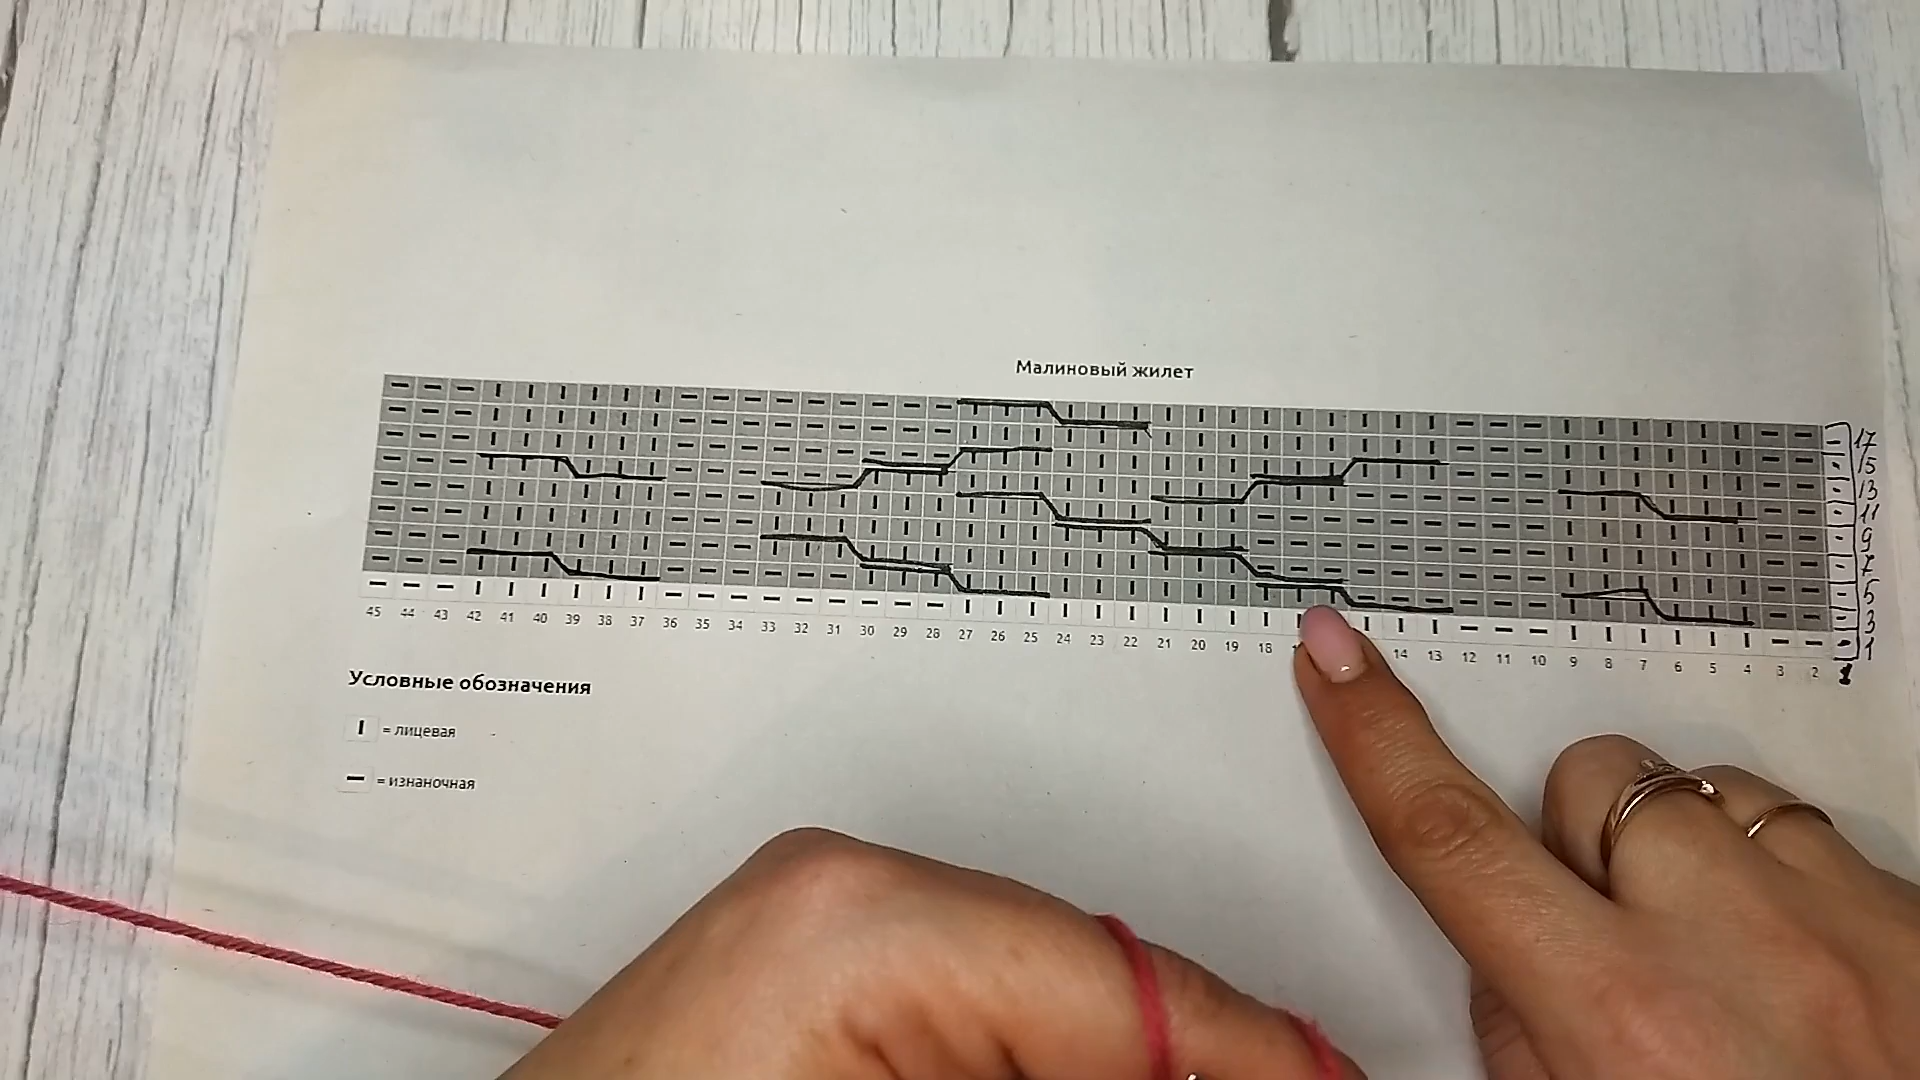 Малиновый жилет
17
15
13
11
9
7
5
3
1
45 44 43 42 41 40 39 38 37 36 35 34 33 32 31 30 29 28 27 26 25 24 23 22 21 20 19 18 14 13 12 11 10 9 8 7 6 5 4 3 2 1
Условные обозначения
= лицевая
= изнаночная